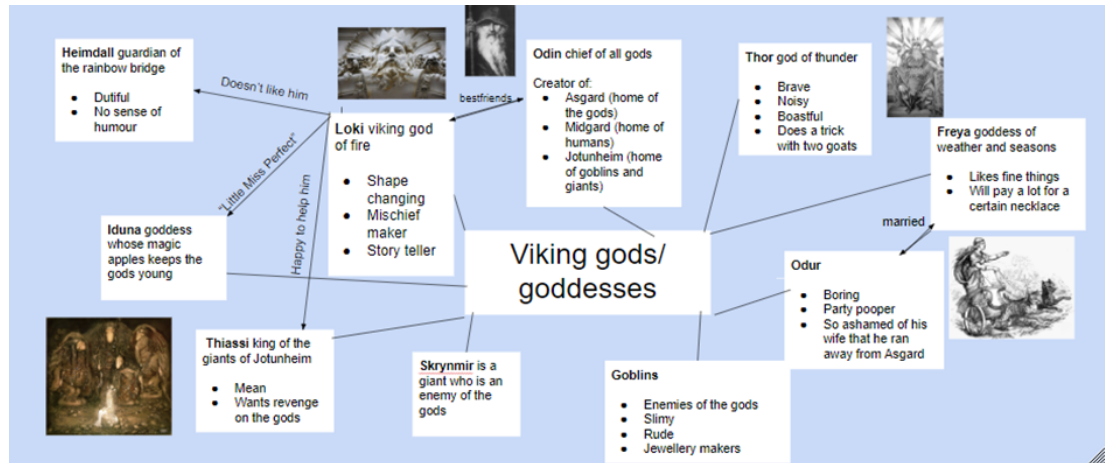 Heimdall guardian of
the rainbow bridge
● Dutiful
● No sense of
humour
Doesn't like him
"Little Miss Perfect"
Happy to help him
Loki viking god
of fire
● Shape
changing
● Mischief
maker
● Story teller
bestfriends
Odin chief of all gods
Creator of:
● Asgard (home of
the gods)
● Midgard (home of
humans)
● Jotunheim (home
of goblins and
giants)
Thor god of thunder
● Brave
● Noisy
● Boastful
● Does a trick
with two goats
Freya goddess of
weather and seasons
● Likes fine things
● Will pay a lot for a
certain necklace
married
Iduna goddess
whose magic
apples keeps the
gods young
Viking gods/
goddesses
Odur
● Boring
● Party pooper
● So ashamed of his
wife that he ran
away from Asgard
Thiassi king of the
giants of Jotunheim
● Mean
● Wants revenge
on the gods
Skrynmir is a
giant who is an
enemy of the
gods
Goblins
● Enemies of the gods
● Slimy
● Rude
● Jewellery makers